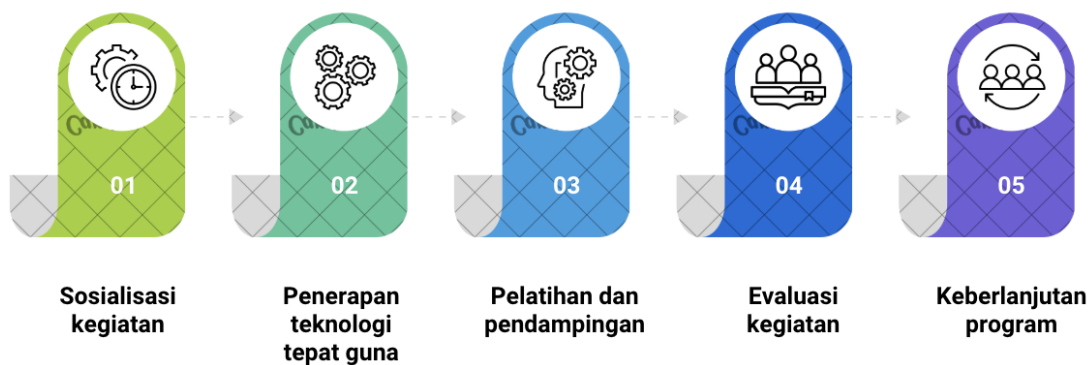 01
02
03
04
05
Sosialisasi
kegiatan
Penerapan
teknologi
tepat guna
Pelatihan dan
pendampingan
Evaluasi
kegiatan
Keberlanjutan
program